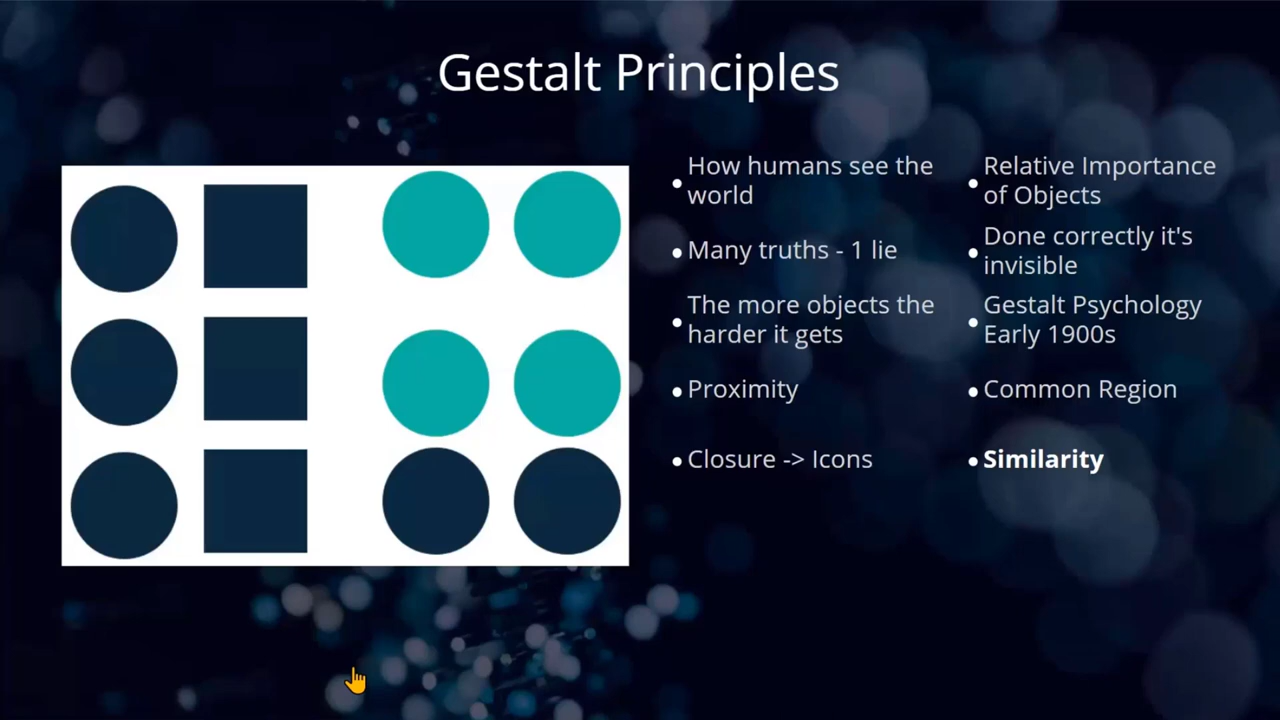 Gestalt Principles
How humans see the
world
Many truths - 1 lie
The more objects the
harder it gets
Proximity
Closure -> Icons
Relative Importance
of Objects
Done correctly it's
invisible
Gestalt Psychology
Early 1900s
Common Region
Similarity